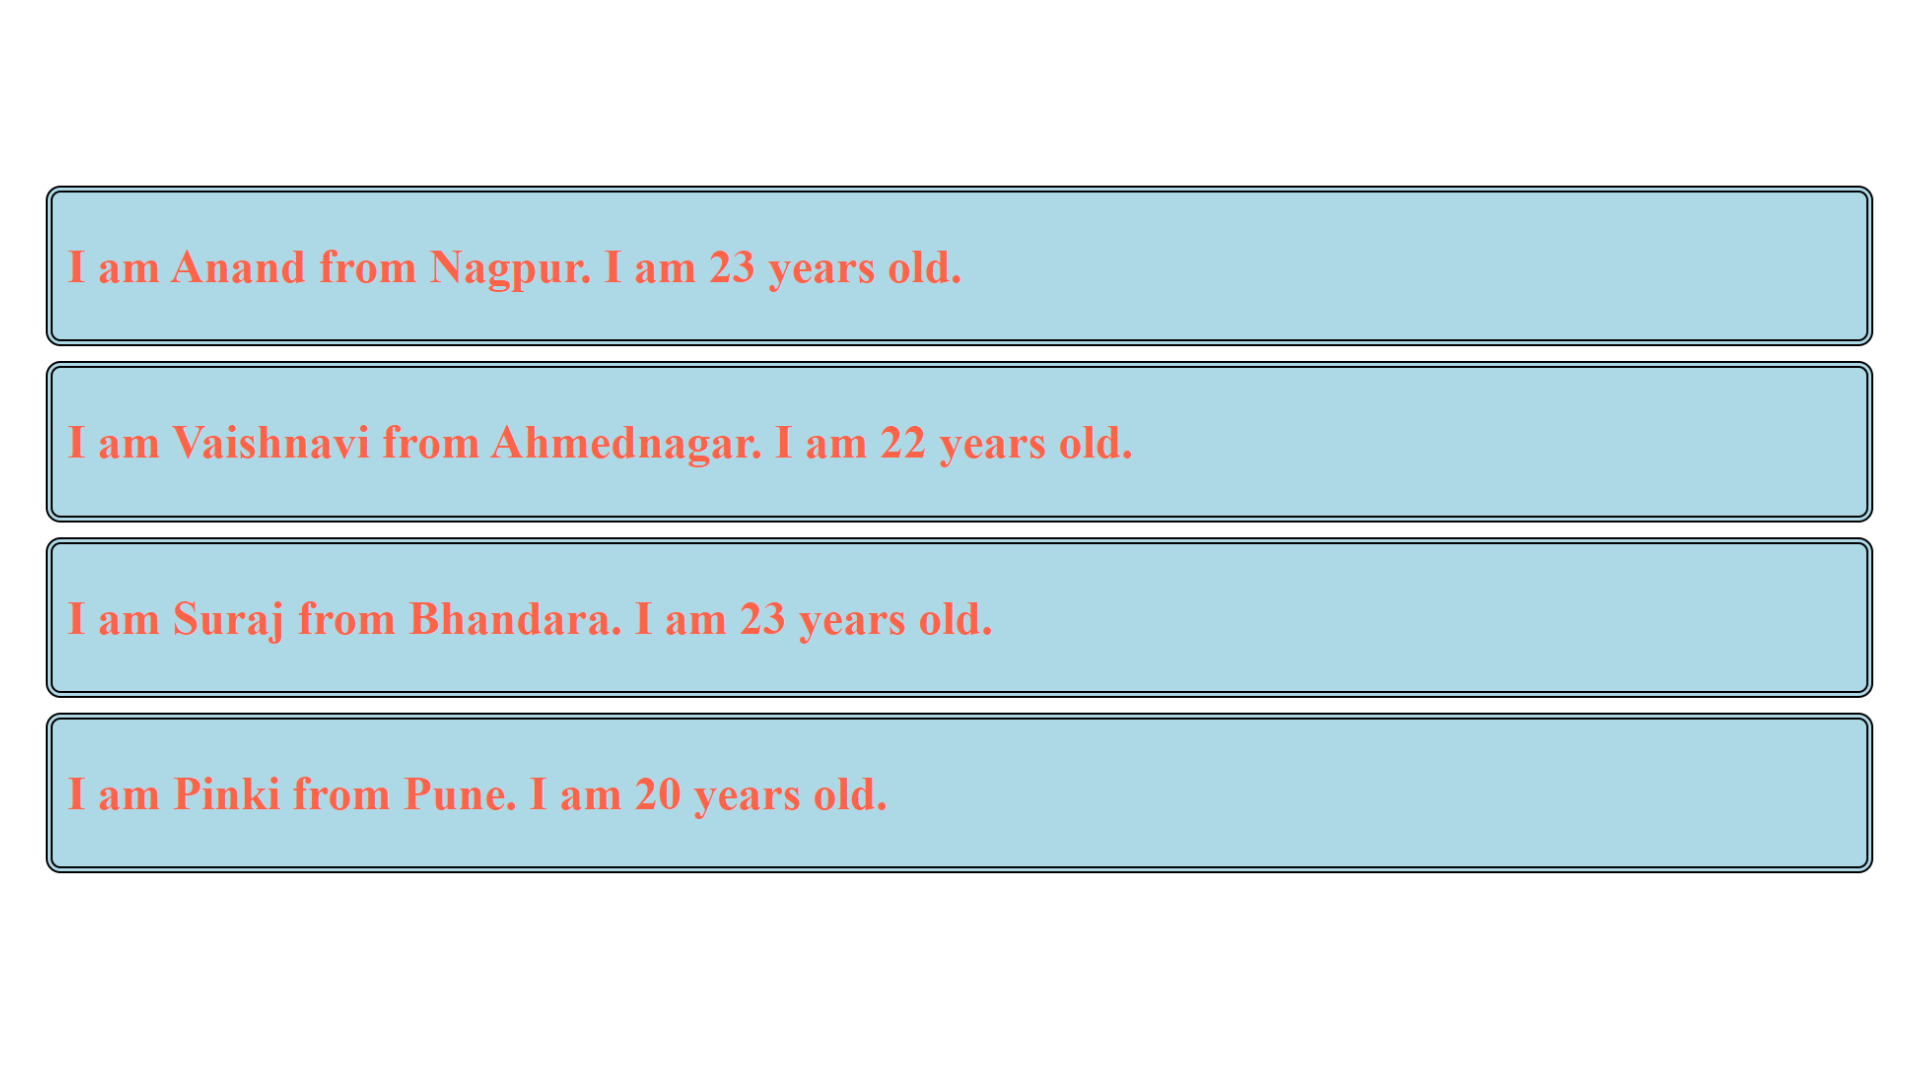 I am Anand from Nagpur. I am 23 years old.
I am Vaishnavi from Ahmednagar. I am 22 years old.
I am Suraj from Bhandara. I am 23 years old.
I am Pinki from Pune. I am 20 years old.